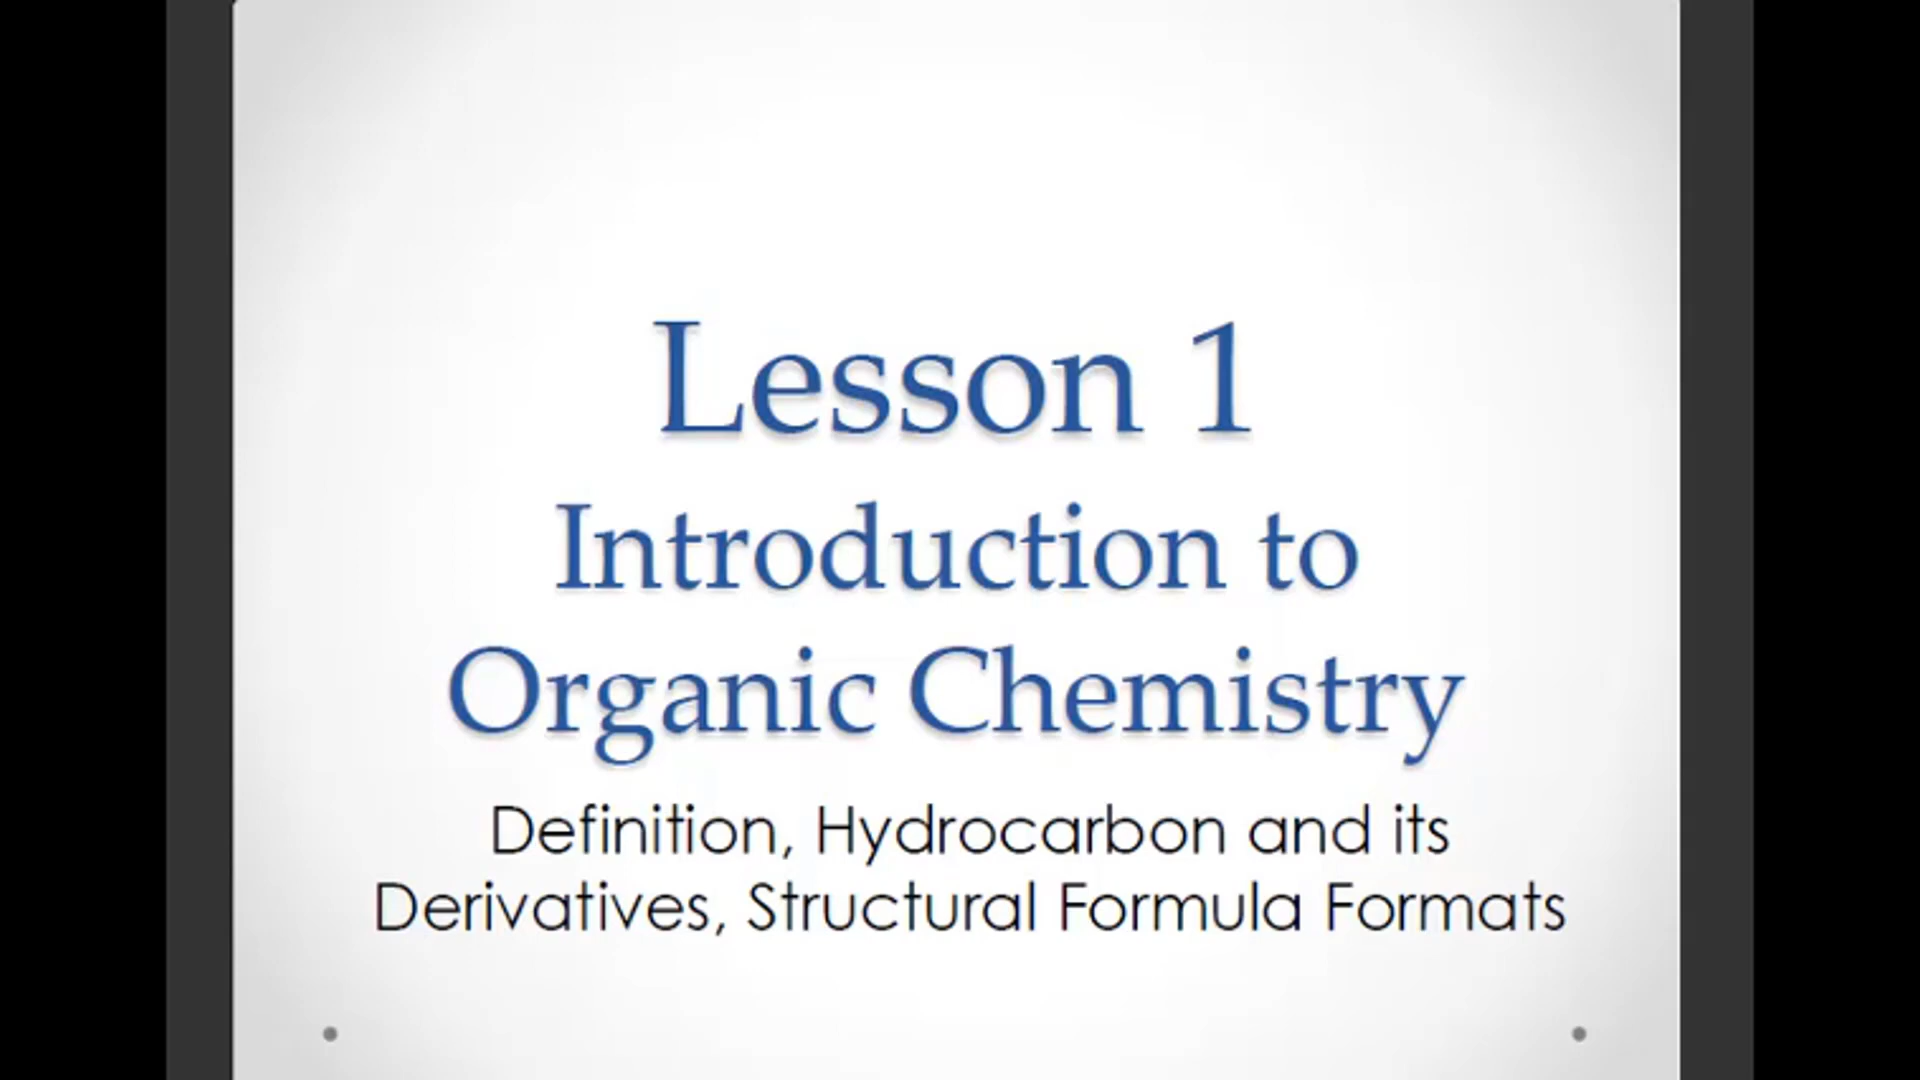 Lesson 1
Introduction to
Organic Chemistry
Definition, Hydrocarbon and its
Derivatives, Structural Formula Formats